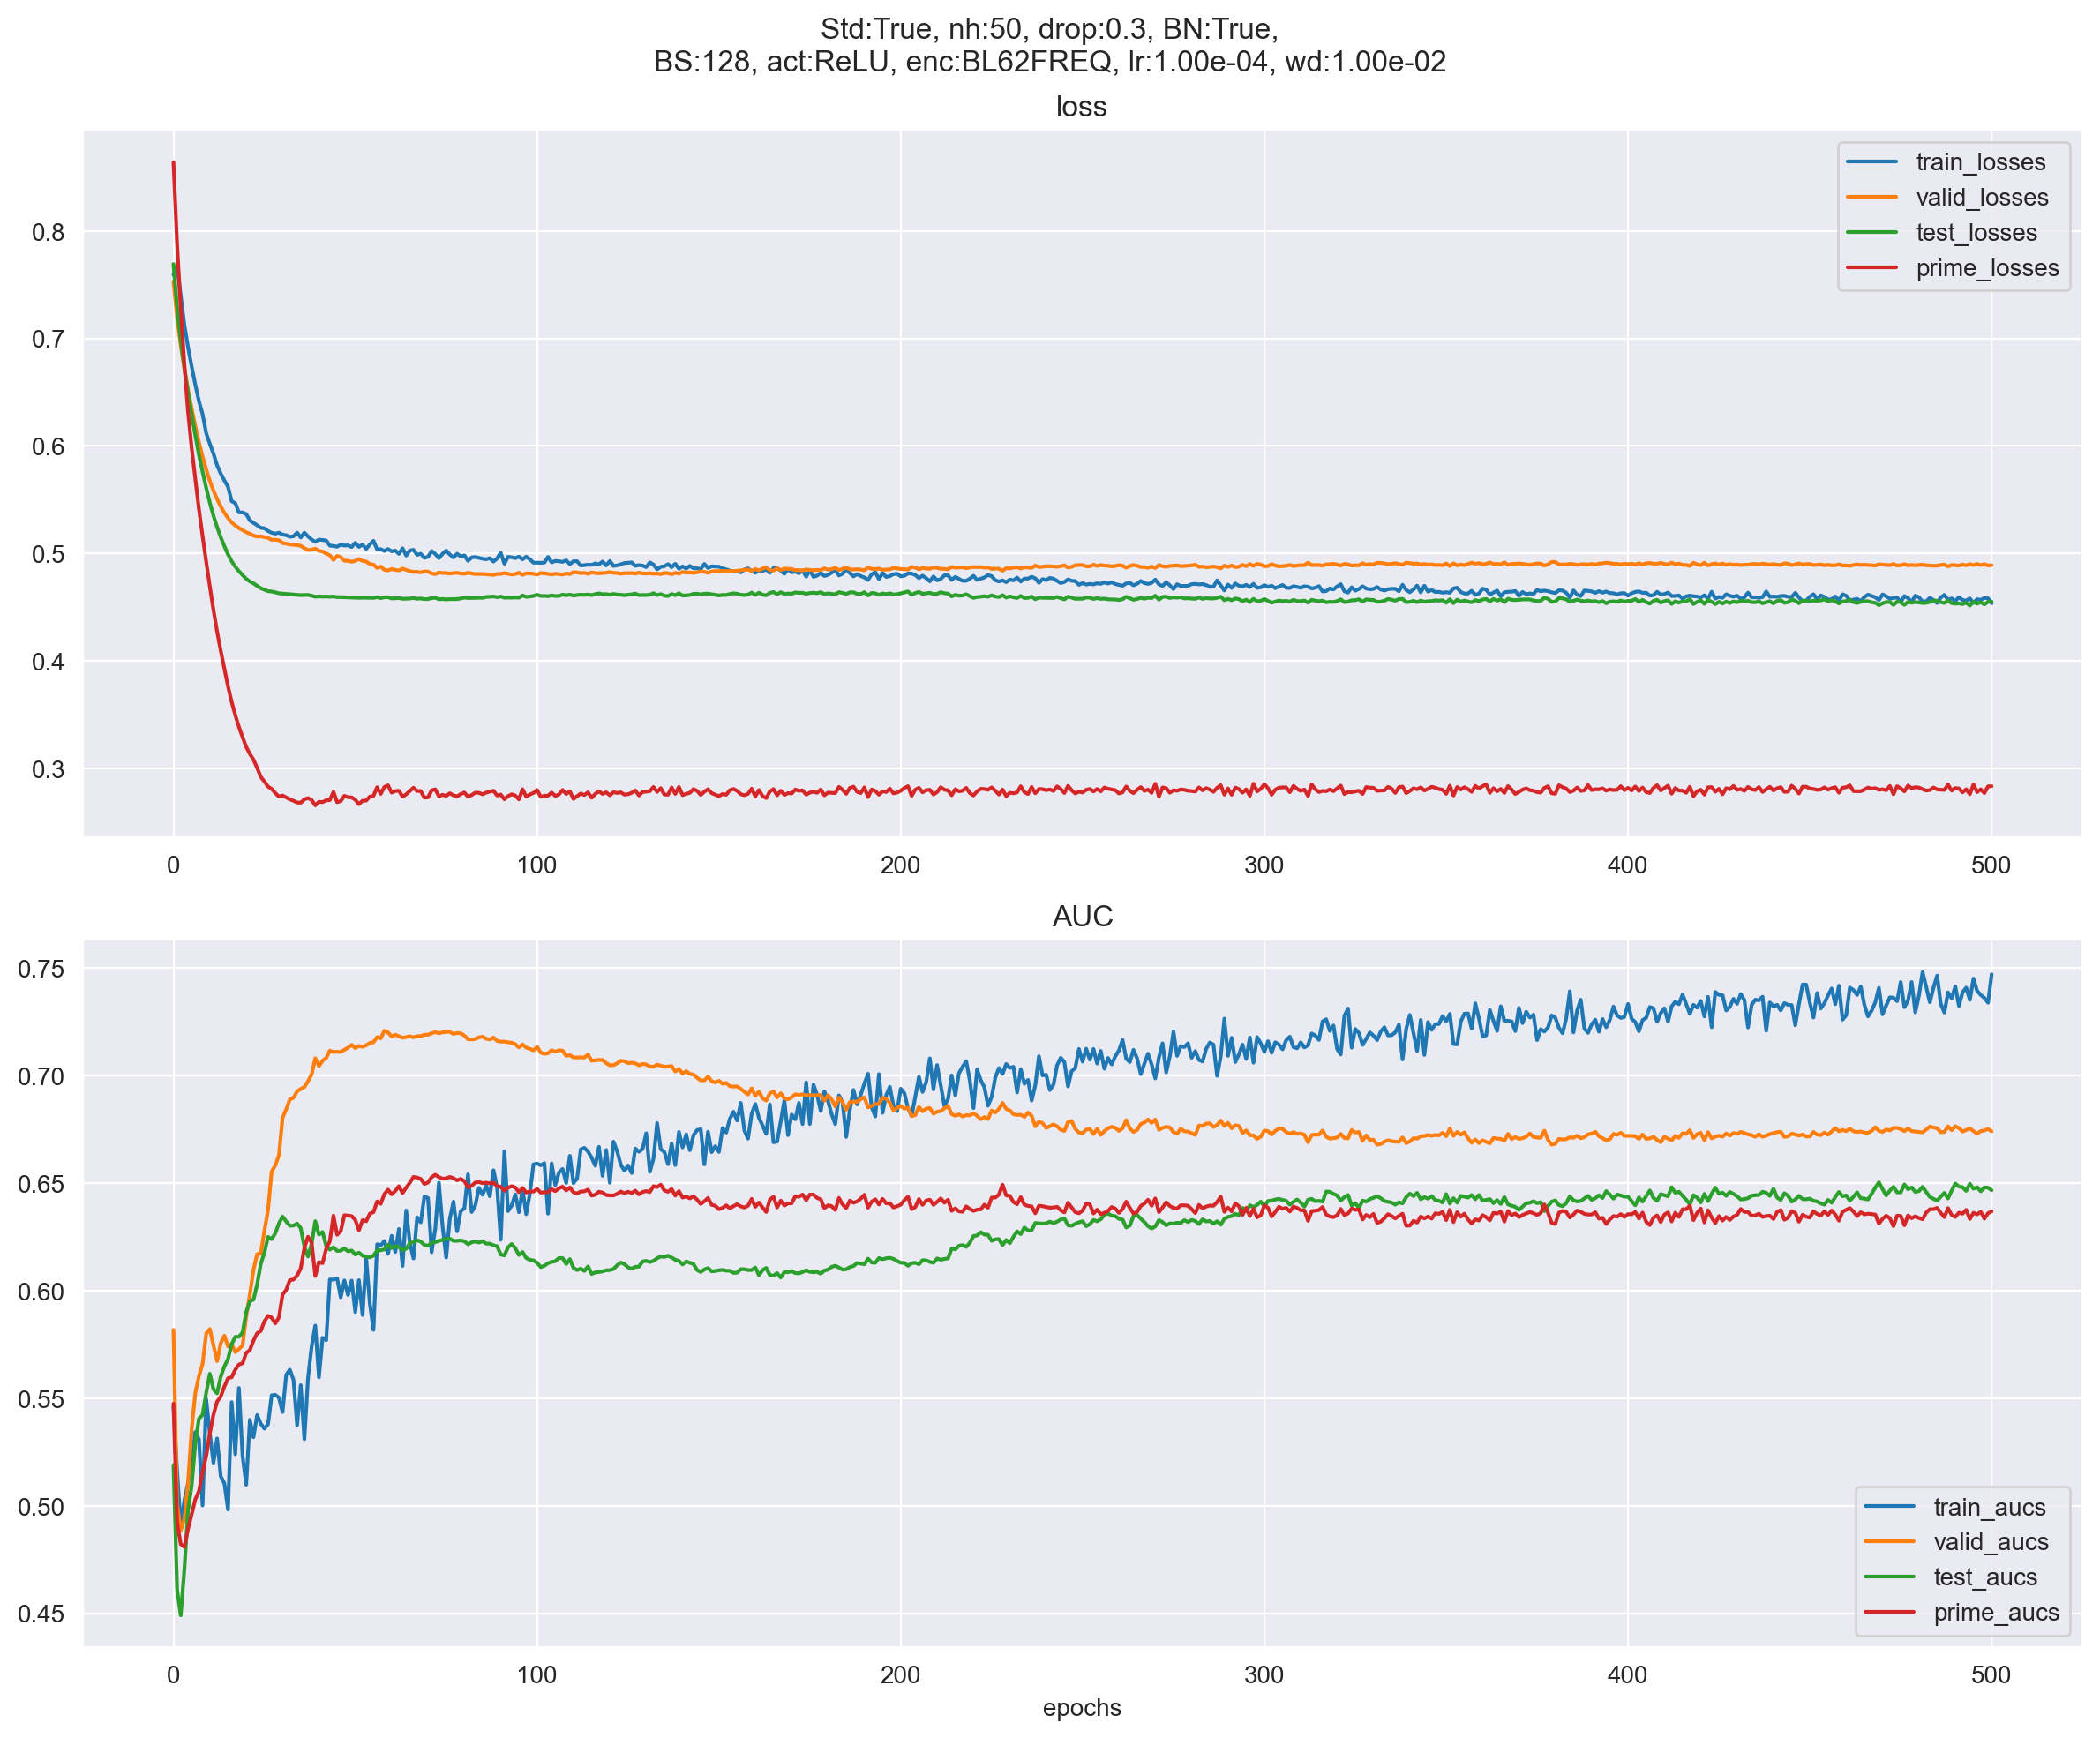 Std:True, nh:50, drop:0.3, BN:True,
BS:128, act:ReLU, enc:BL62FREQ, lr:1.00e-04, wd:1.00e-02
loss
train_losses
valid_losses
test_losses
prime_losses
0.8
0.7
0.6
0.5
0.4
0.3
0 100 200 300 400 500
AUC
0.75
0.70
0.65
0.60
0.55
0.50
0.45
train_aucs
valid_aucs
test_aucs
prime_aucs
0 100 200 300 400 500
epochs